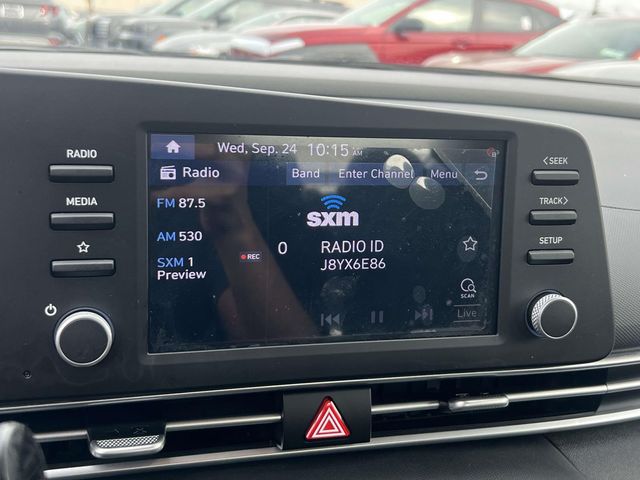 Wed, Sep. 24 10:15 AM
RADIO
Radio Band Enter Channel Menu
<SEEK
FM 87.5
MEDIA
sxm
TRACK>
AM 530
0 RADIO ID
SXM 1 REC J8YX6E86
Preview
SETUP
SCAN
Live